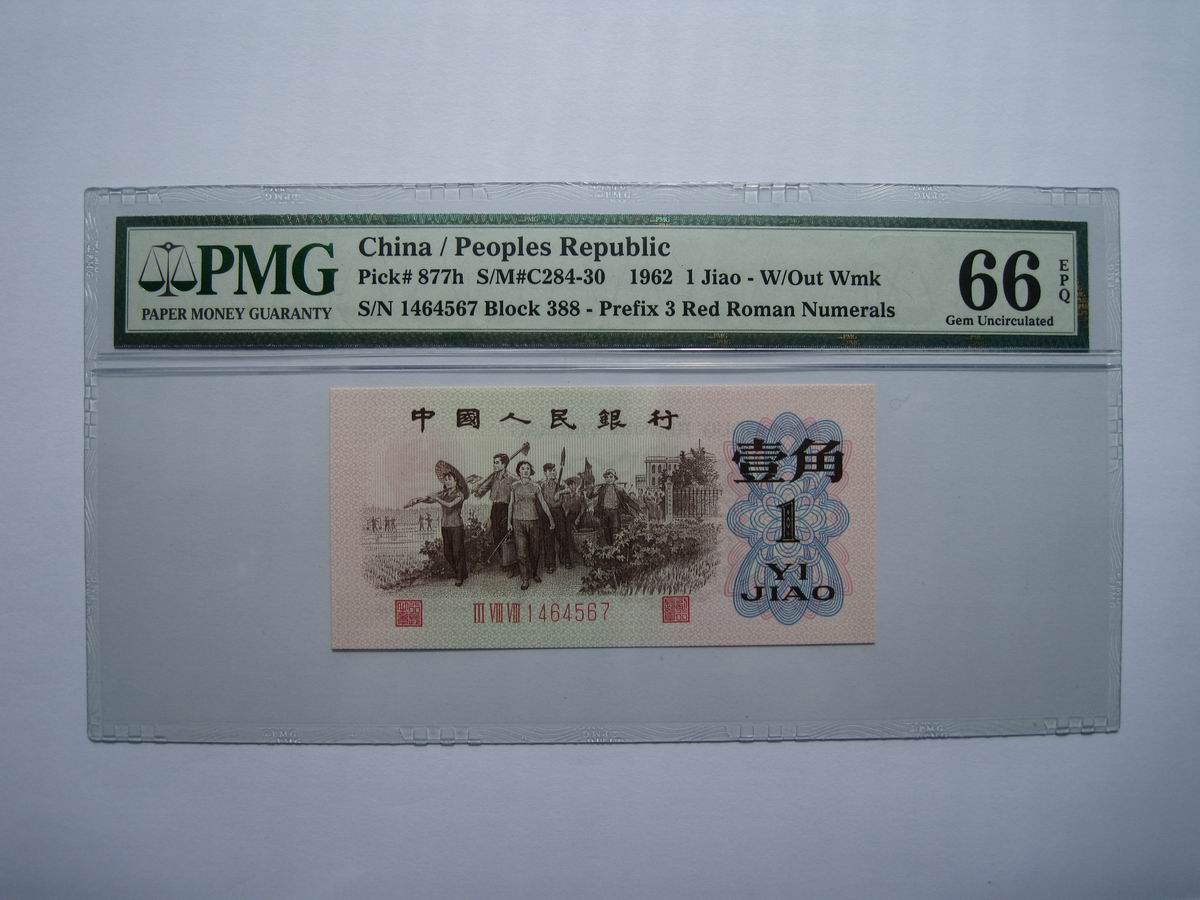 PMG
PAPER MONEY GUARANTY
China / Peoples Republic
Pick# 877h S/M#C284-30 1962 1 Jiao - W/Out Wmk
S/N 1464567 Block 388 - Prefix 3 Red Roman Numerals
66
EPQ
Gem Uncirculated
中國人民銀行
壹角
1
YI
JIAO
III VIII VIII 1464567